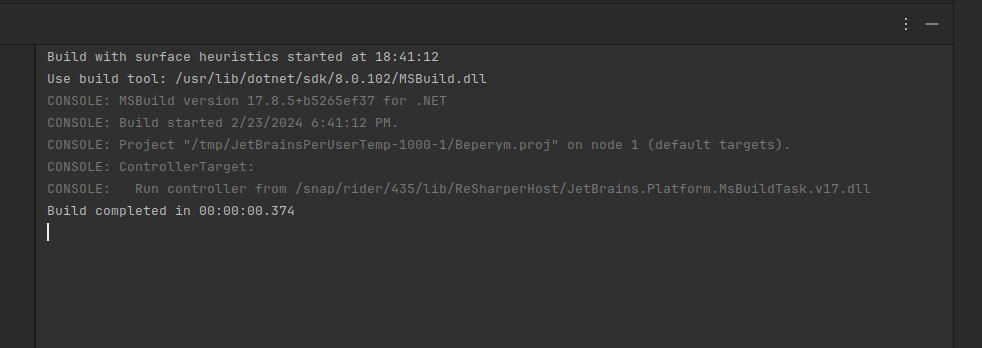 Build with surface heuristics started at 18:41:12
Use build tool: /usr/lib/dotnet/sdk/8.0.102/MSBuild.dll
CONSOLE: MSBuild version 17.8.5+b5265ef37 for .NET
CONSOLE: Build started 2/23/2024 6:41:12 PM.
CONSOLE: Project "/tmp/JetBrainsPerUserTemp-1000-1/Beperym.proj" on node 1 (default targets).
CONSOLE: ControllerTarget:
CONSOLE:   Run controller from /snap/rider/435/lib/ReSharperHost/JetBrains.Platform.MsBuildTask.v17.dll
Build completed in 00:00:00.374